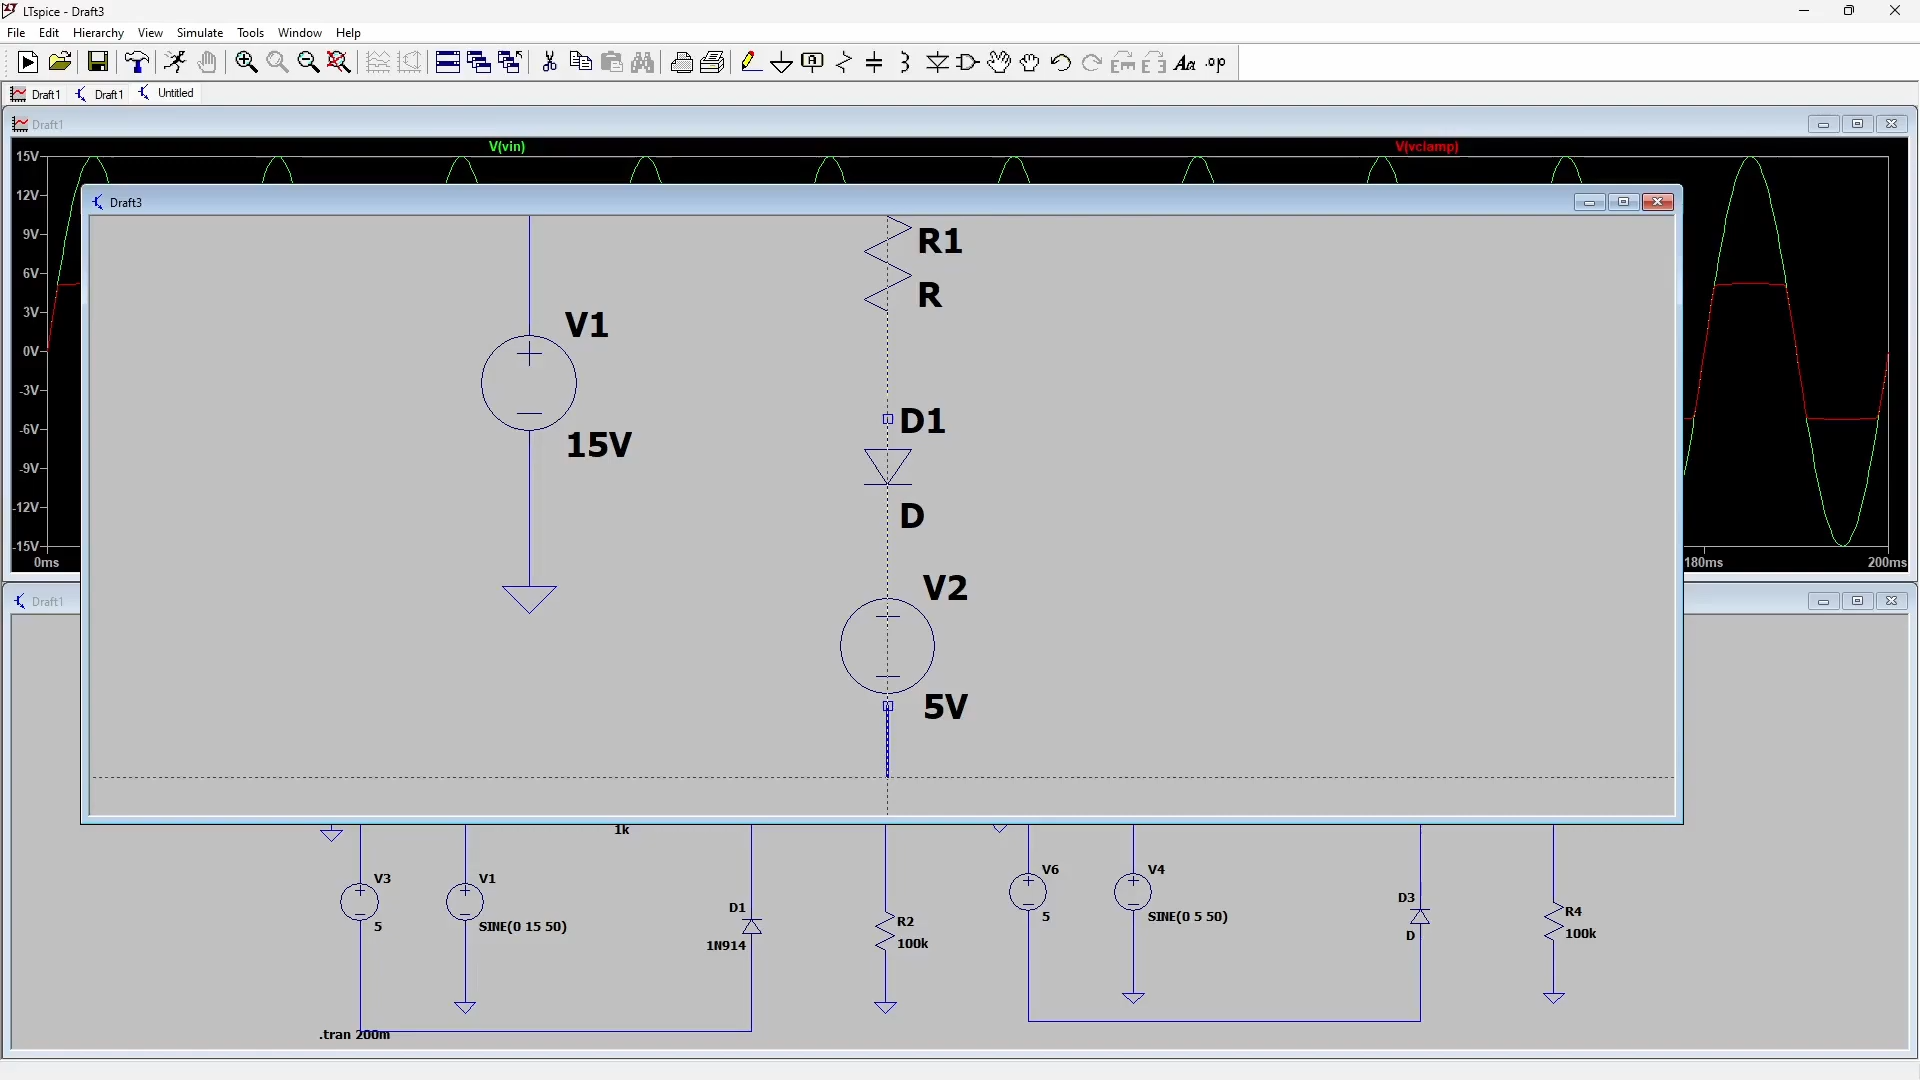 LTspice - Draft3
File Edit Hierarchy View Simulate Tools Window Help
.op
Draft1 Draft1 Untitled
Draft1
V(vin) V(vclamp)
15V
12V
9V
6V
3V
0V
-3V
-6V
-9V
-12V
-15V
0ms 180ms 200ms
Draft3
R1
R
V1
15V
D1
D
V2
5V
Draft1
1k
V3
5
V1
SINE(0 15 50)
D1
1N914
R2
100k
V6
5
V4
SINE(0 5 50)
D3
D
R4
100k
.tran 200m